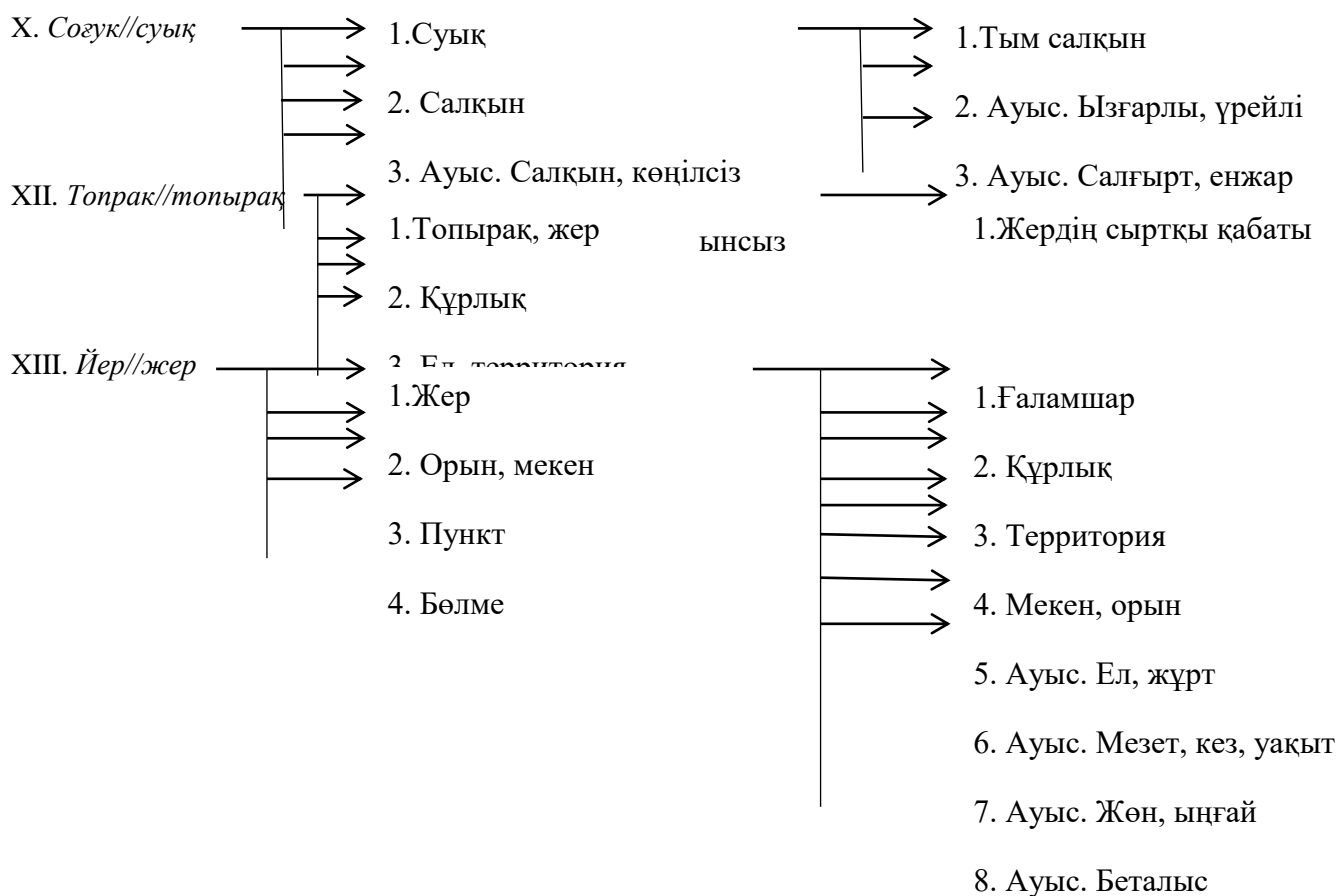 X. Соғук//суық
1.Суық
2. Салқын
3. Ауыс. Салқын, көңілсіз
ынсыз
1.Тым салқын
2. Ауыс. Ызғарлы, үрейлі
3. Ауыс. Салғырт, енжар
XII. Топрак//топырақ
1.Топырақ, жер
2. Құрлық
3. Ел, территория
1.Жердің сыртқы қабаты
XIII. Йер//жер
1.Жер
2. Орын, мекен
3. Пункт
4. Бөлме
1.Ғаламшар
2. Құрлық
3. Территория
4. Мекен, орын
5. Ауыс. Ел, жұрт
6. Ауыс. Мезет, кез, уақыт
7. Ауыс. Жөн, ыңғай
8. Ауыс. Беталыс